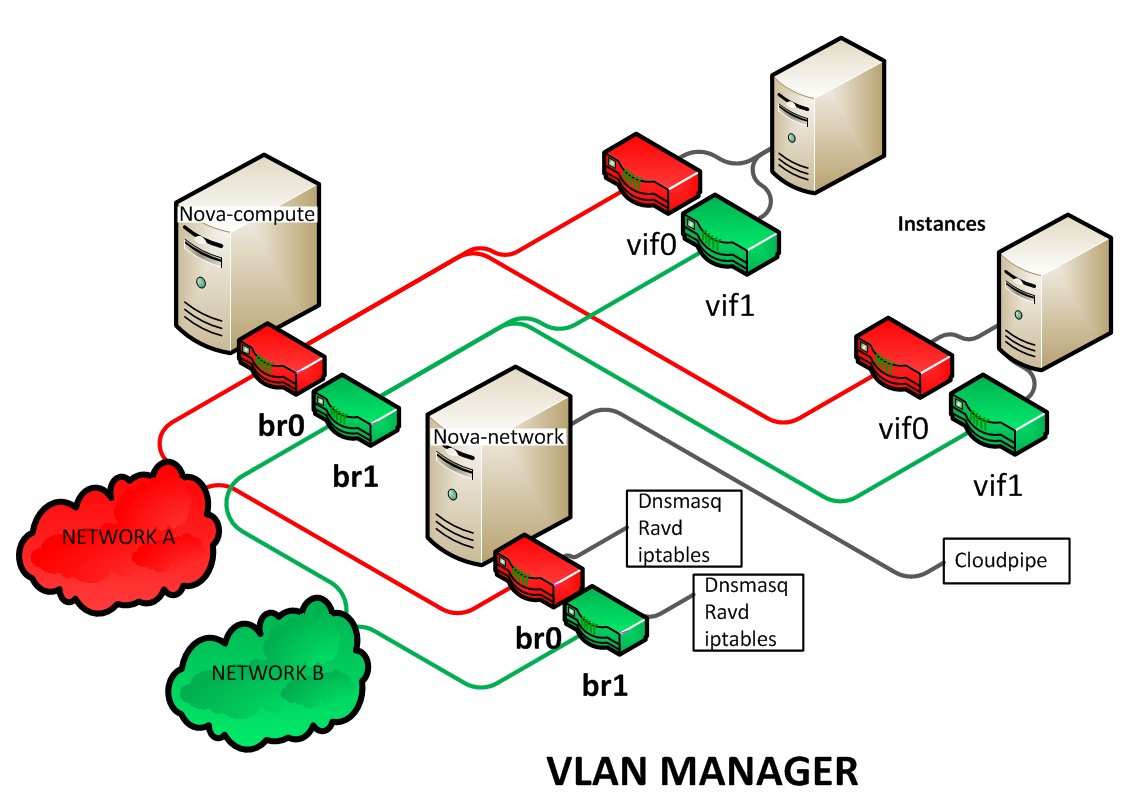 Nova-compute
Instances
vif0
vif1
br0
br1
vif0
vif1
Nova-network
NETWORK A
Dnsmasq
Ravd
iptables
Cloudpipe
Dnsmasq
Ravd
iptables
br0
br1
NETWORK B
VLAN MANAGER